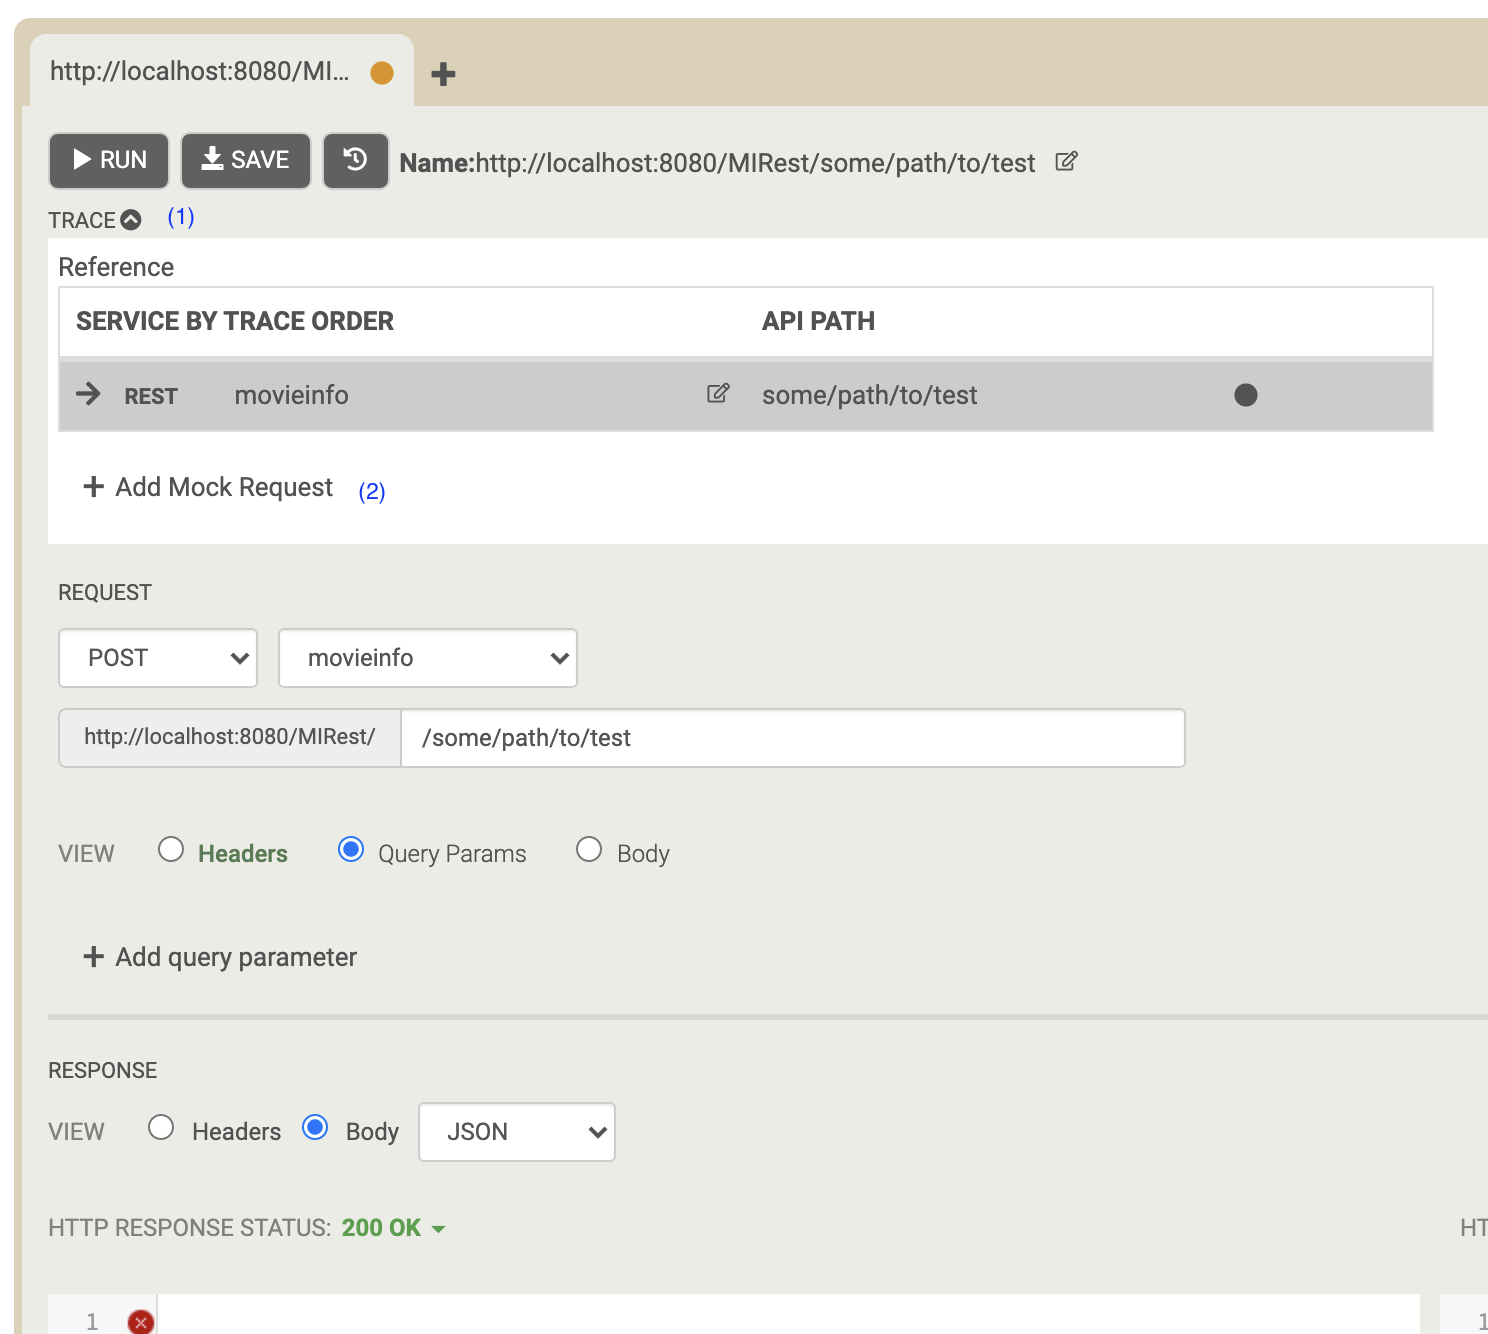 http://localhost:8080/MI...
RUN SAVE Name:http://localhost:8080/MIRest/some/path/to/test
TRACE (1)
Reference
SERVICE BY TRACE ORDER API PATH
REST movieinfo some/path/to/test
Add Mock Request (2)
REQUEST
POST movieinfo
http://localhost:8080/MIRest/ /some/path/to/test
VIEW Headers Query Params Body
Add query parameter
RESPONSE
VIEW Headers Body JSON
HTTP RESPONSE STATUS: 200 OK HT
1 1